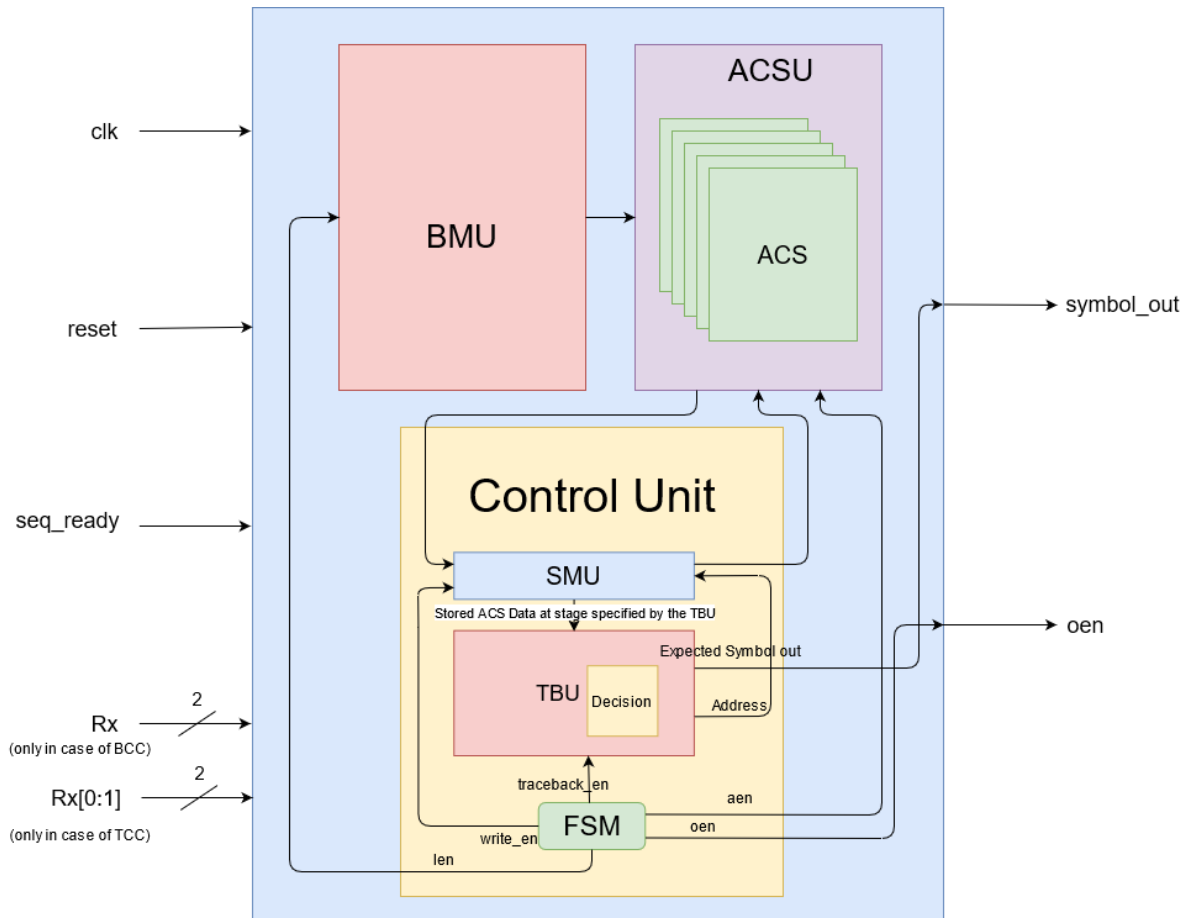 ACSU
clk
BMU
ACS
symbol_out
reset
Control Unit
seq_ready
SMU
Stored ACS Data at stage specified by the TBU
oen
Expected Symbol out
TBU
Decision
Address
2
Rx
(only in case of BCC)
2
Rx[0:1]
(only in case of TCC)
traceback_en
aen
FSM
oen
write_en
len